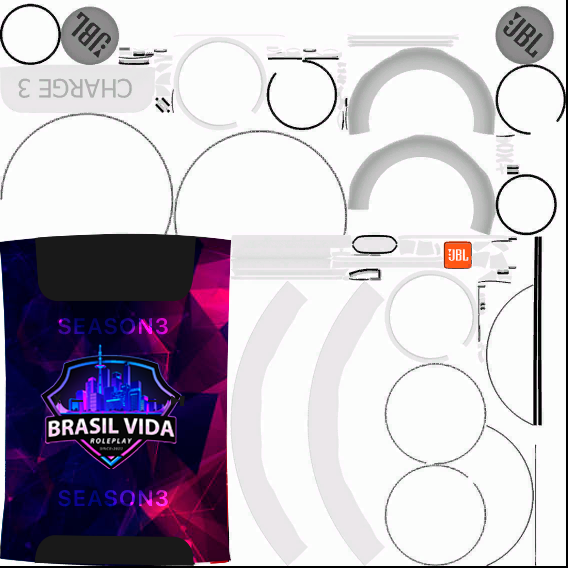 JBL
JBL
CHARGE 3
JBL
SEASON3
BRASIL VIDA
ROLEPLAY
SEASON3